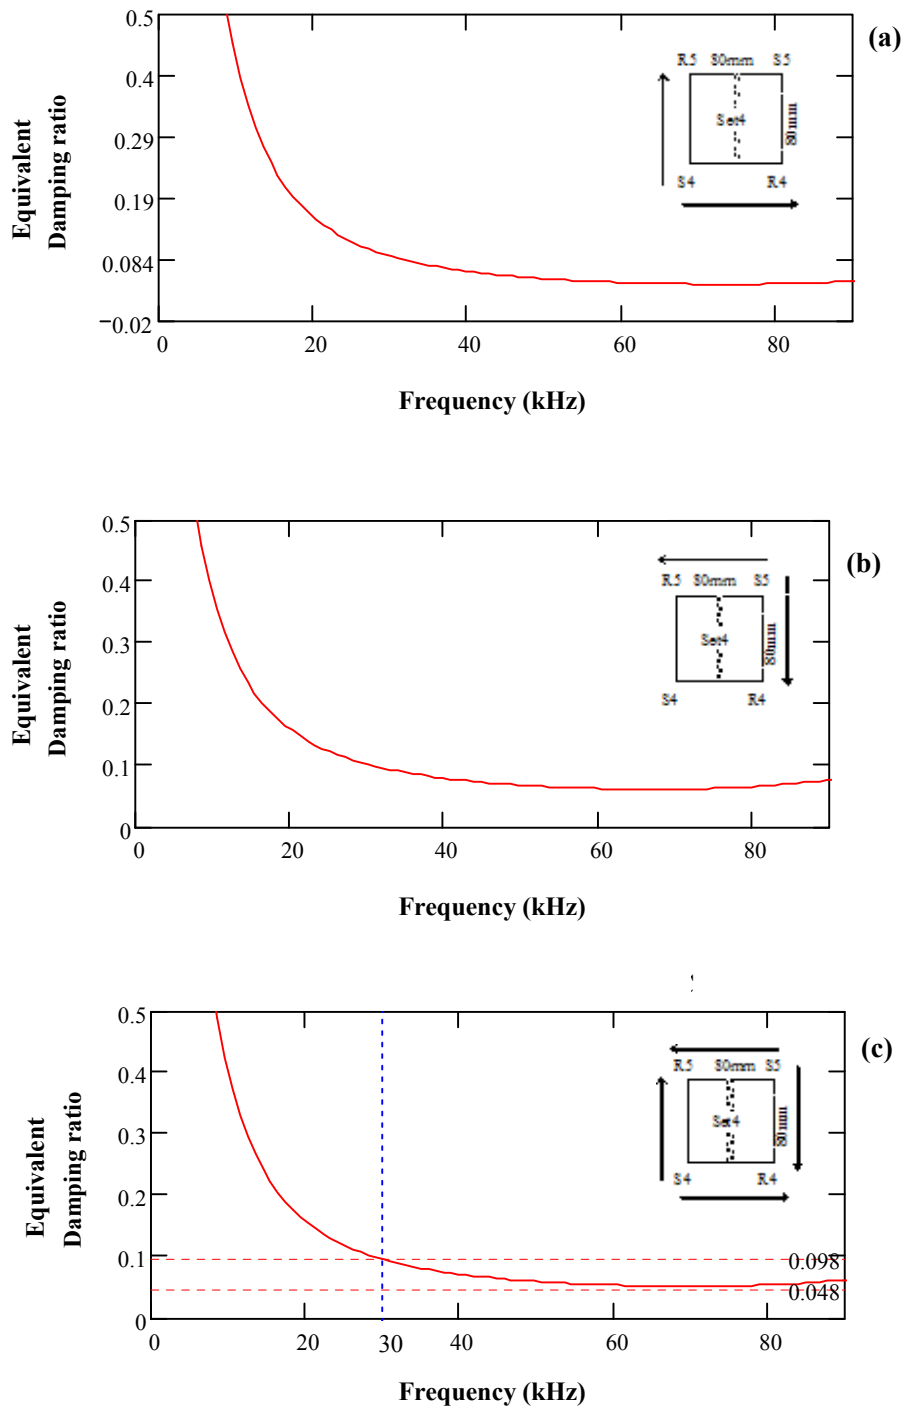 0.5
(a)
R5 80mm S5
0.4
80mm
Set4
0.29
Equivalent
Damping ratio
0.19
S4 R4
0.084
−0.02
0 20 40 60 80
Frequency (kHz)
0.5
(b)
0.4
R5 80mm S5
80mm
Set4
0.3
Equivalent
Damping ratio
S4 R4
0.2
0.1
0
0 20 40 60 80
Frequency (kHz)
0.5
(c)
R5 80mm S5
0.4
80mm
Set4
0.3
Equivalent
Damping ratio
S4 R4
0.2
0.1
0.098
0.048
0
0 20 30 40 60 80
Frequency (kHz)